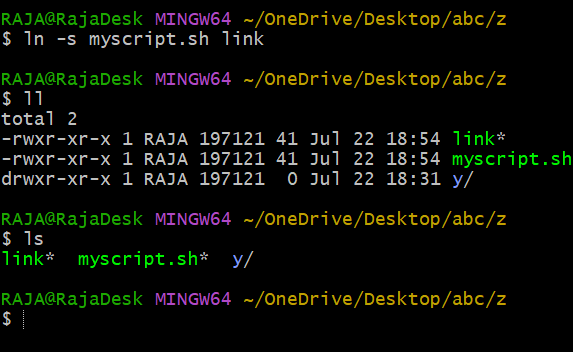 RAJA@RajaDesk MINGW64 ~/OneDrive/Desktop/abc/z
$ ln -s myscript.sh link
RAJA@RajaDesk MINGW64 ~/OneDrive/Desktop/abc/z
$ ll
total 2
-rwxr-xr-x 1 RAJA 197121 41 Jul 22 18:54 link*
-rwxr-xr-x 1 RAJA 197121 41 Jul 22 18:54 myscript.sh
drwxr-xr-x 1 RAJA 197121  0 Jul 22 18:31 y/
RAJA@RajaDesk MINGW64 ~/OneDrive/Desktop/abc/z
$ ls
link*  myscript.sh*  y/
RAJA@RajaDesk MINGW64 ~/OneDrive/Desktop/abc/z
$